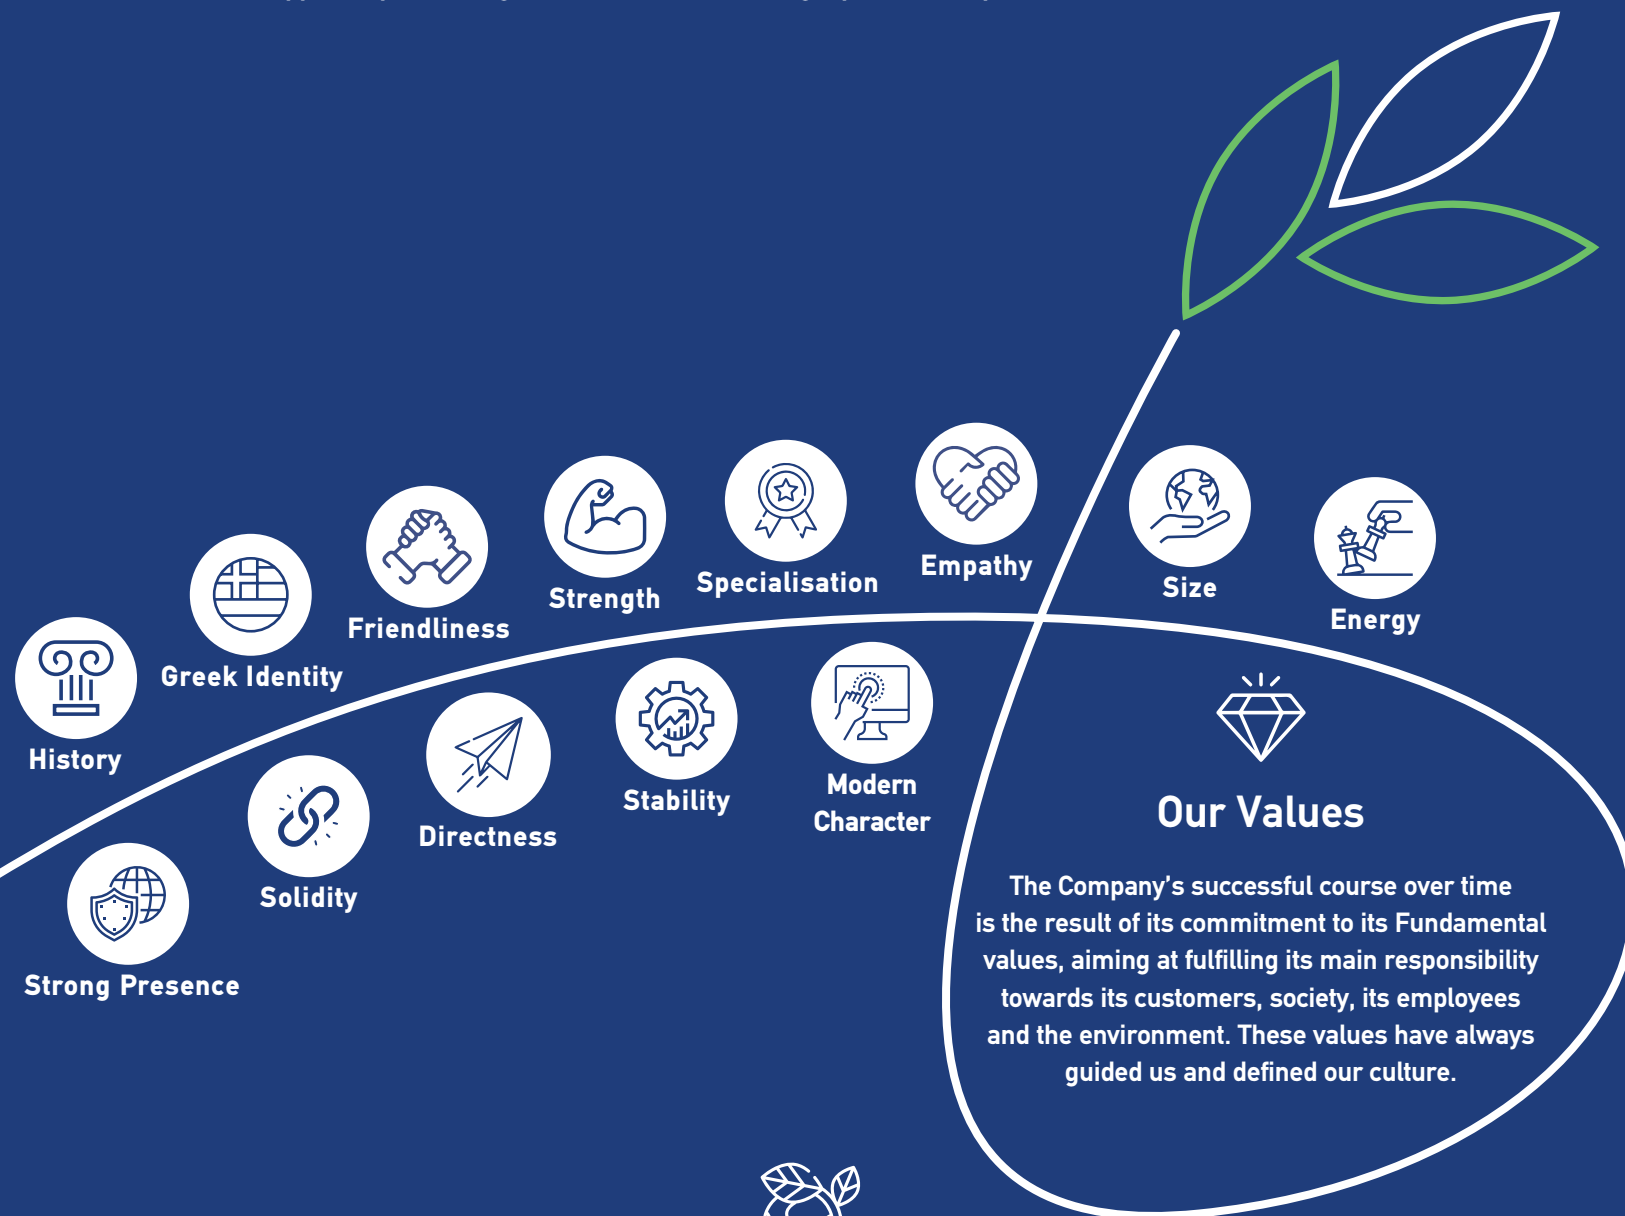 History
Greek Identity
Friendliness
Strength
Specialisation
Empathy
Size
Energy
Strong Presence
Solidity
Directness
Stability
Modern
Character
Our Values
The Company's successful course over time
is the result of its commitment to its Fundamental
values, aiming at fulfilling its main responsibility
towards its customers, society, its employees
and the environment. These values have always
guided us and defined our culture.